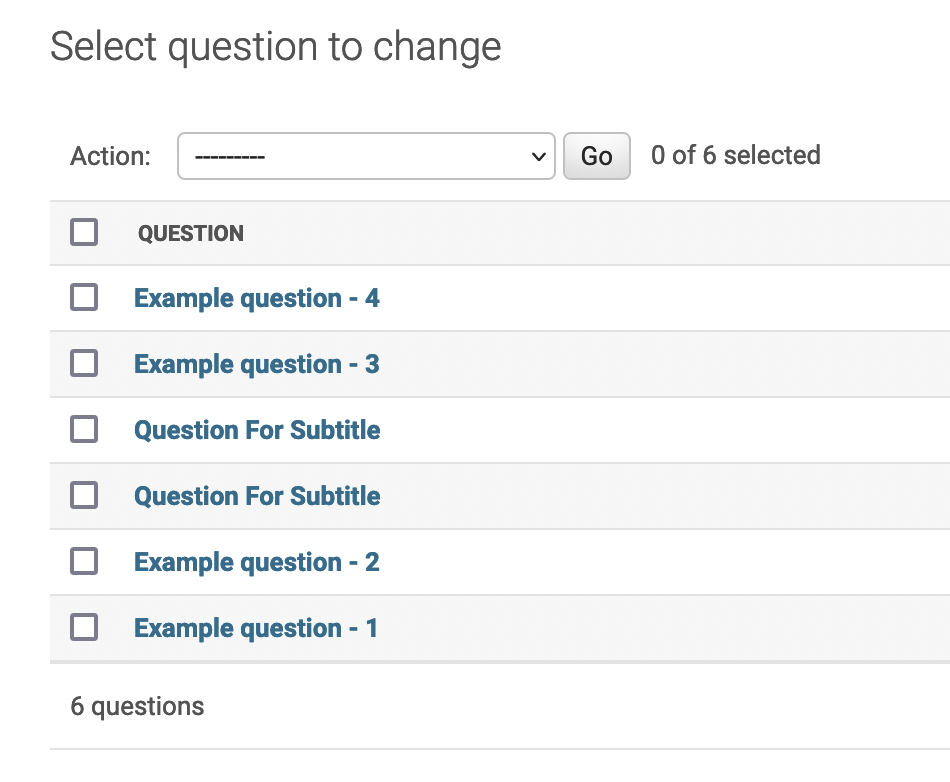 Select question to change
Action: --------- Go 0 of 6 selected
QUESTION
Example question - 4
Example question - 3
Question For Subtitle
Question For Subtitle
Example question - 2
Example question - 1
6 questions